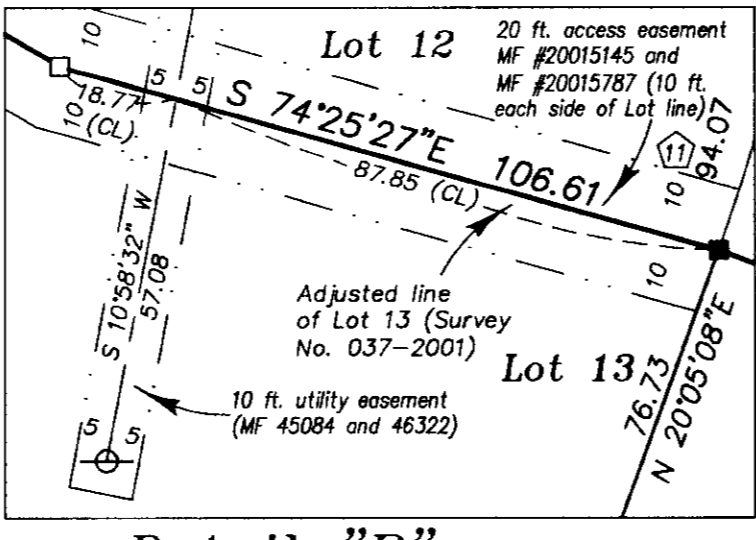 10
Lot 12
20 ft. access easement
MF #20015145 and
MF #20015787 (10 ft.
each side of Lot line)
5
5
18.77
(CL)
10
S 74°25'27"E 106.61
87.85 (CL)
11
94.07
10
10
S 10°58'32" W
57.08
Adjusted line
of Lot 13 (Survey
No. 037-2001)
Lot 13
76.73
N 20°05'08"E
10 ft. utility easement
(MF 45084 and 46322)
5
5